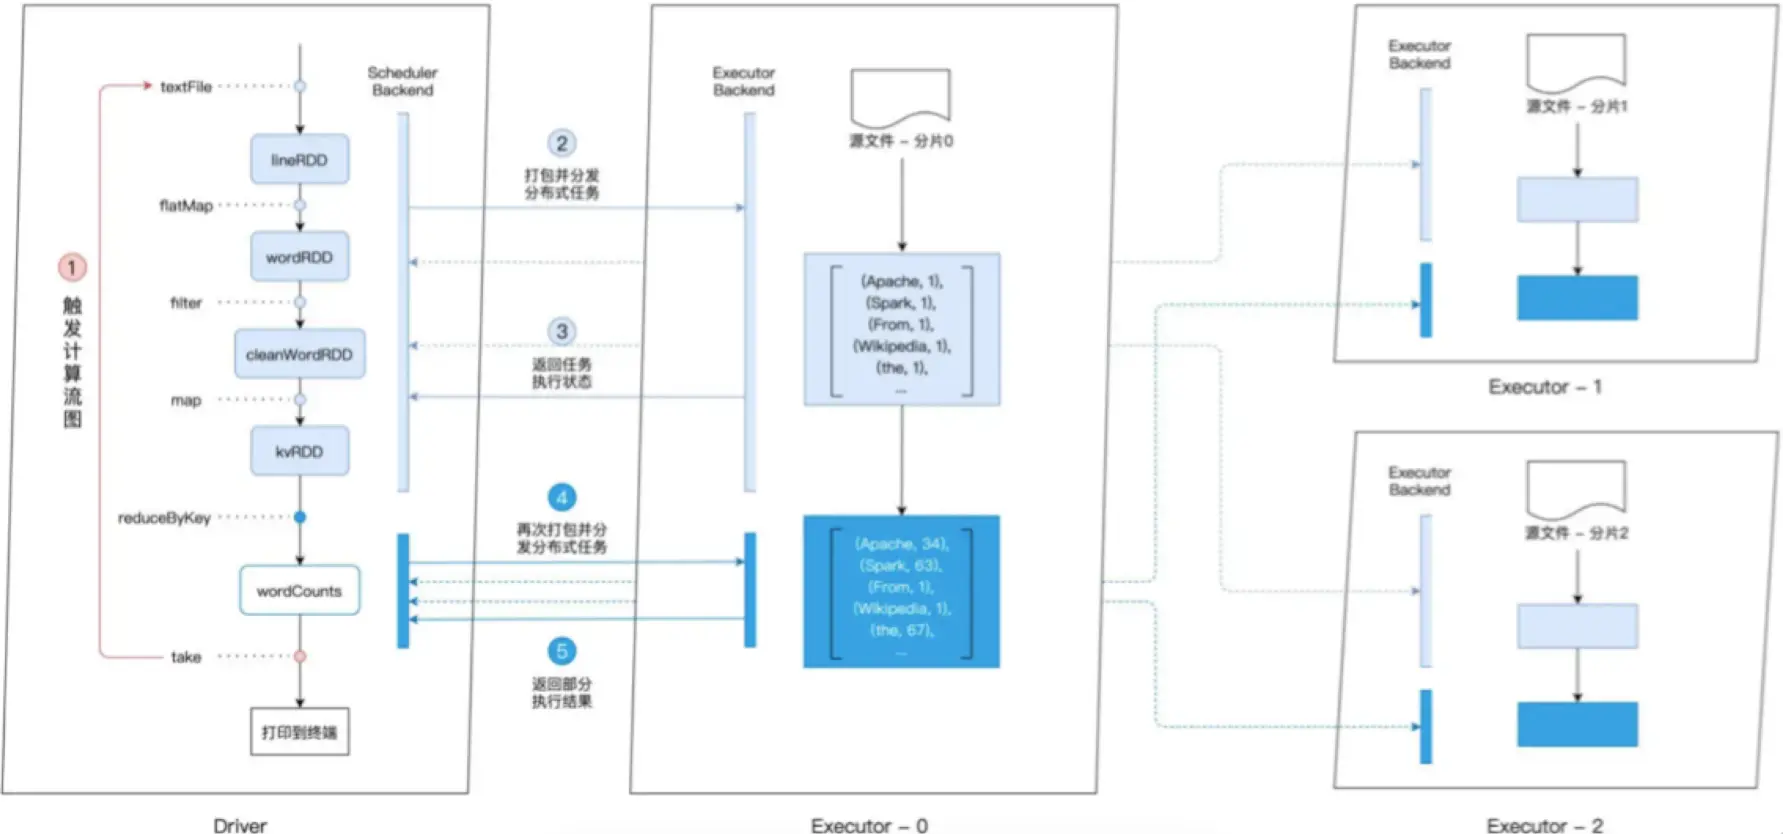 textFile
lineRDD
flatMap
wordRDD
filter
cleanWordRDD
map
kvRDD
reduceByKey
wordCounts
take
打印到终端
1
触发计算流图
Scheduler
Backend
Driver
2
打包并分发
分布式任务
3
返回任务
执行状态
4
再次打包并分
发分布式任务
5
返回部分
执行结果
Executor
Backend
源文件 – 分片0
(Apache, 1),
(Spark, 1),
(From, 1),
(Wikipedia, 1),
(the, 1),
...
(Apache, 34),
(Spark, 63),
(From, 1),
(Wikipedia, 1),
(the, 67),
...
Executor – 0
Executor
Backend
源文件 – 分片1
Executor – 1
Executor
Backend
源文件 – 分片2
Executor – 2